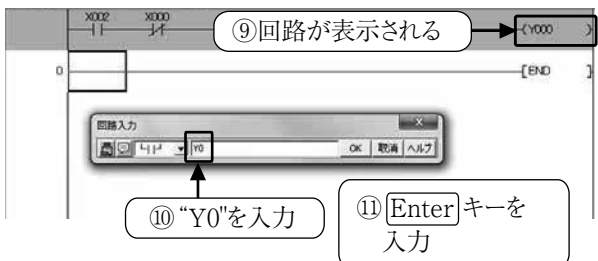 X002 X000
⑨回路が表示される
Y000
0
END
回路入力
Y0
OK 取消 ヘルプ
⑩“Y0"を入力
⑪Enterキーを
入力